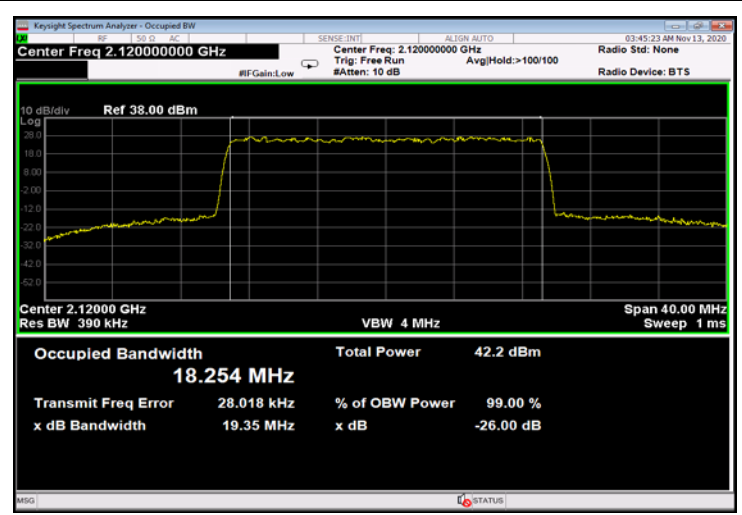 Keysight Spectrum Analyzer - Occupied BW
RF 50 Ω AC SENSE:INT ALIGN AUTO 03:45:23 AM Nov 13, 2020
Center Freq 2.120000000 GHz
Center Freq: 2.120000000 GHz
Radio Std: None
Trig: Free Run Avg|Hold:>100/100
#IFGain:Low #Atten: 10 dB Radio Device: BTS
10 dB/div Ref 38.00 dBm
Log
28.0
18.0
8.00
-2.00
-12.0
-22.0
-32.0
-42.0
-52.0
Center 2.12000 GHz Span 40.00 MHz
Res BW 390 kHz VBW 4 MHz Sweep 1 ms
Occupied Bandwidth Total Power 42.2 dBm
18.254 MHz
Transmit Freq Error 28.018 kHz % of OBW Power 99.00 %
x dB Bandwidth 19.35 MHz x dB -26.00 dB
MSG STATUS